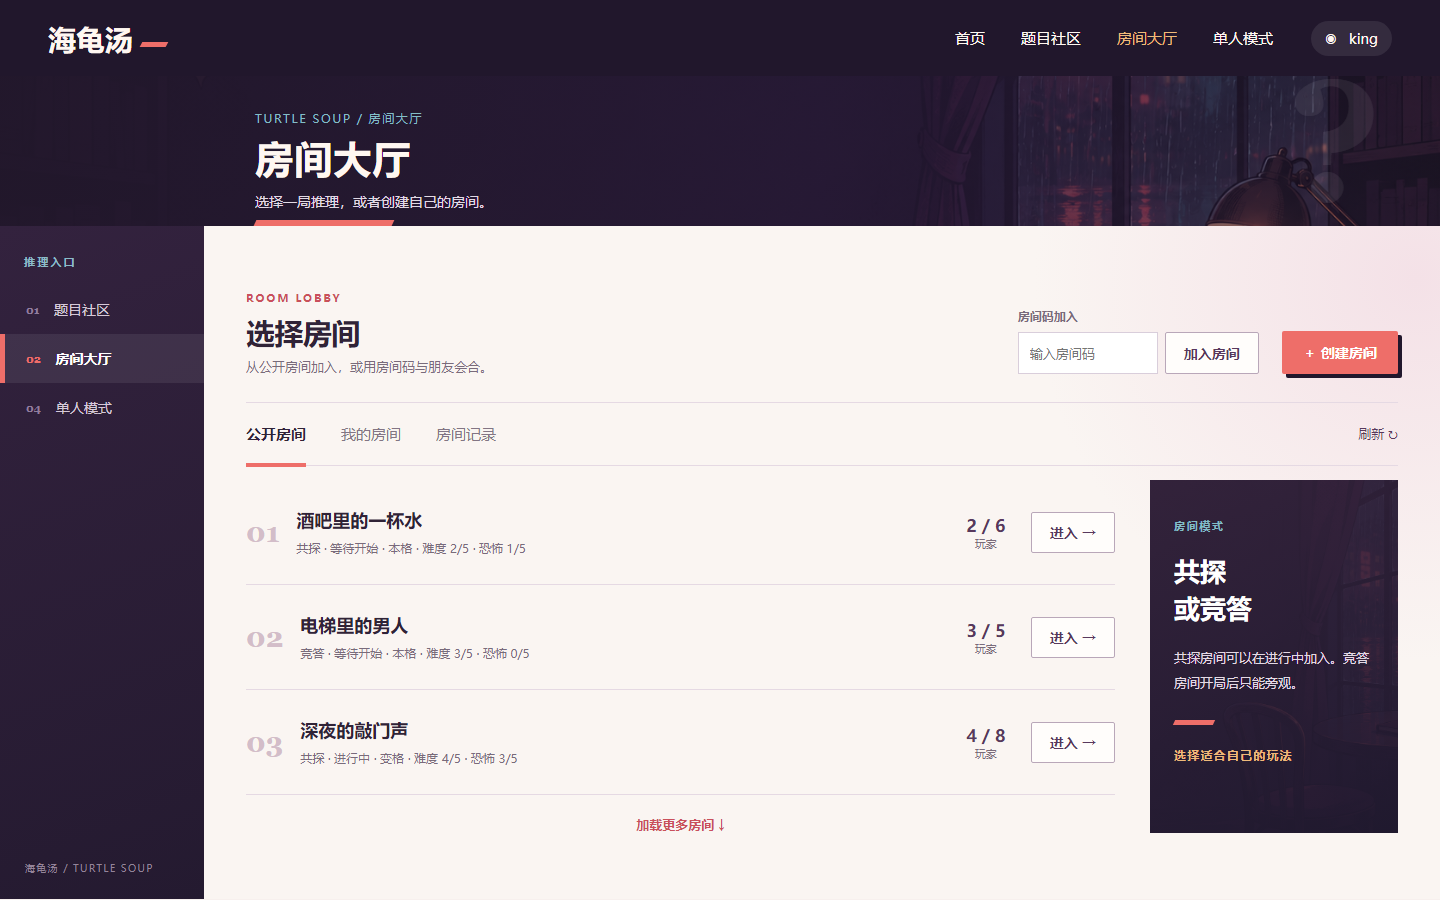 海龟汤
首页 题目社区 房间大厅 单人模式 king
TURTLE SOUP / 房间大厅
房间大厅
选择一局推理，或者创建自己的房间。
?
推理入口
01 题目社区
02 房间大厅
04 单人模式
海龟汤 / TURTLE SOUP
ROOM LOBBY
选择房间
从公开房间加入，或用房间码与朋友会合。
房间码加入
输入房间码 加入房间 + 创建房间
公开房间 我的房间 房间记录 刷新 ↻
01 酒吧里的一杯水
共探 · 等待开始 · 本格 · 难度 2/5 · 恐怖 1/5
2 / 6
玩家
进入 →
02 电梯里的男人
竞答 · 等待开始 · 本格 · 难度 3/5 · 恐怖 0/5
3 / 5
玩家
进入 →
03 深夜的敲门声
共探 · 进行中 · 变格 · 难度 4/5 · 恐怖 3/5
4 / 8
玩家
进入 →
加载更多房间 ↓
房间模式
共探
或竞答
共探房间可以在进行中加入。竞答
房间开局后只能旁观。
选择适合自己的玩法